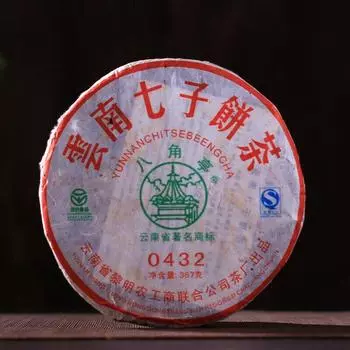 雲南七子餅茶
YUNNANCHITSEBEENGCHA
八角亭
云南省著名商标
0432
净含量:357克
云南省黎明农工商联合公司茶厂出品